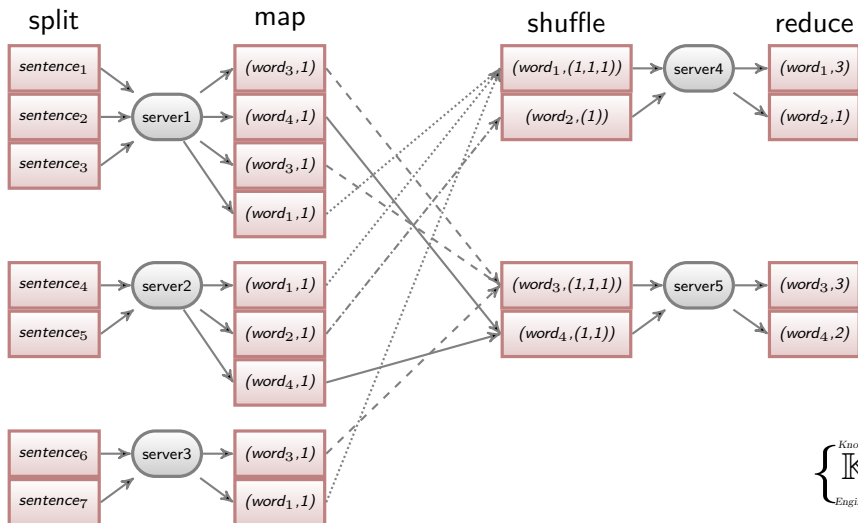 split map shuffle reduce
sentence₁ (word₃,1) (word₁,(1,1,1)) server4 (word₁,3)
sentence₂ server1 (word₄,1) (word₂,(1)) (word₂,1)
sentence₃ (word₃,1)
(word₁,1)
sentence₄ server2 (word₁,1) (word₃,(1,1,1)) server5 (word₃,3)
sentence₅ (word₂,1) (word₄,(1,1)) (word₄,2)
(word₄,1)
sentence₆ server3 (word₃,1)
sentence₇ (word₁,1)
Kno
{ 𝕂
Engi